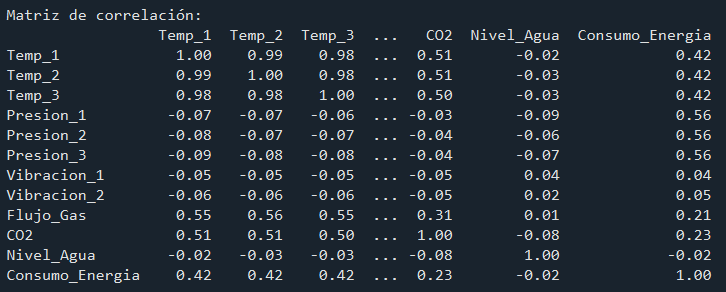 Matriz de correlación:
Temp_1 Temp_2 Temp_3 ... CO2 Nivel_Agua Consumo_Energia
Temp_1 1.00 0.99 0.98 ... 0.51 -0.02 0.42
Temp_2 0.99 1.00 0.98 ... 0.51 -0.03 0.42
Temp_3 0.98 0.98 1.00 ... 0.50 -0.03 0.42
Presion_1 -0.07 -0.07 -0.06 ... -0.03 -0.09 0.56
Presion_2 -0.08 -0.07 -0.07 ... -0.04 -0.06 0.56
Presion_3 -0.09 -0.08 -0.08 ... -0.04 -0.07 0.56
Vibracion_1 -0.05 -0.05 -0.05 ... -0.05 0.04 0.04
Vibracion_2 -0.06 -0.06 -0.06 ... -0.05 0.02 0.05
Flujo_Gas 0.55 0.56 0.55 ... 0.31 0.01 0.21
CO2 0.51 0.51 0.50 ... 1.00 -0.08 0.23
Nivel_Agua -0.02 -0.03 -0.03 ... -0.08 1.00 -0.02
Consumo_Energia 0.42 0.42 0.42 ... 0.23 -0.02 1.00